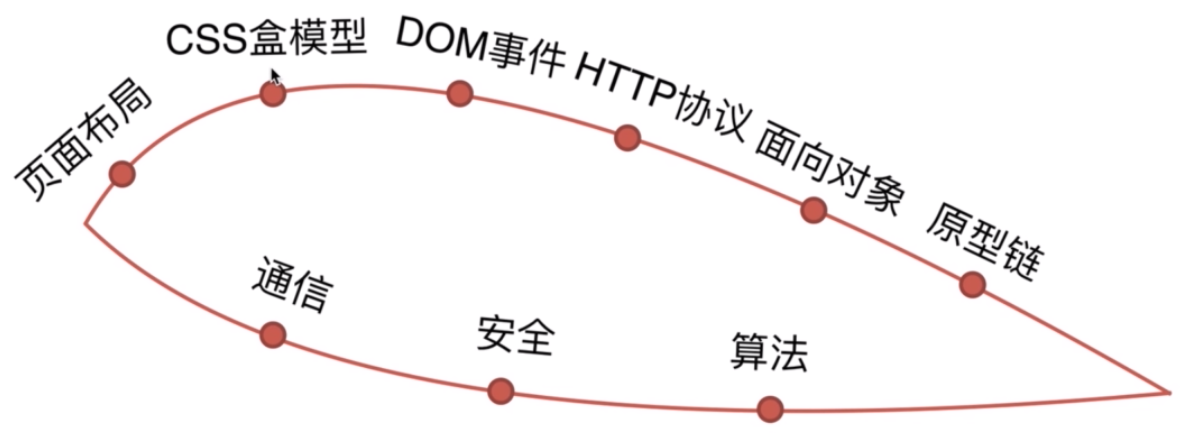 页面布局
CSS盒模型
DOM事件
HTTP协议
面向对象
原型链
通信
安全
算法